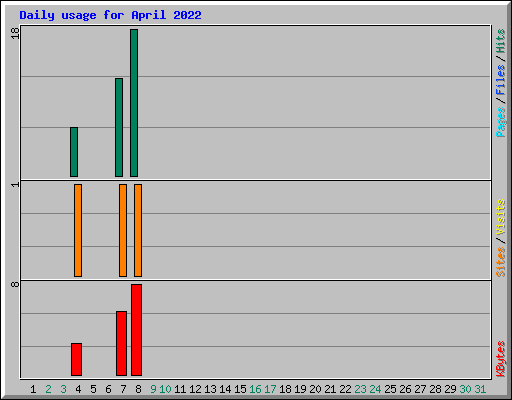 Daily usage for April 2022
18
1
8
Pages / Files / Hits
Sites / Visits
KBytes
1 2 3 4 5 6 7 8 9 10 11 12 13 14 15 16 17 18 19 20 21 22 23 24 25 26 27 28 29 30 31